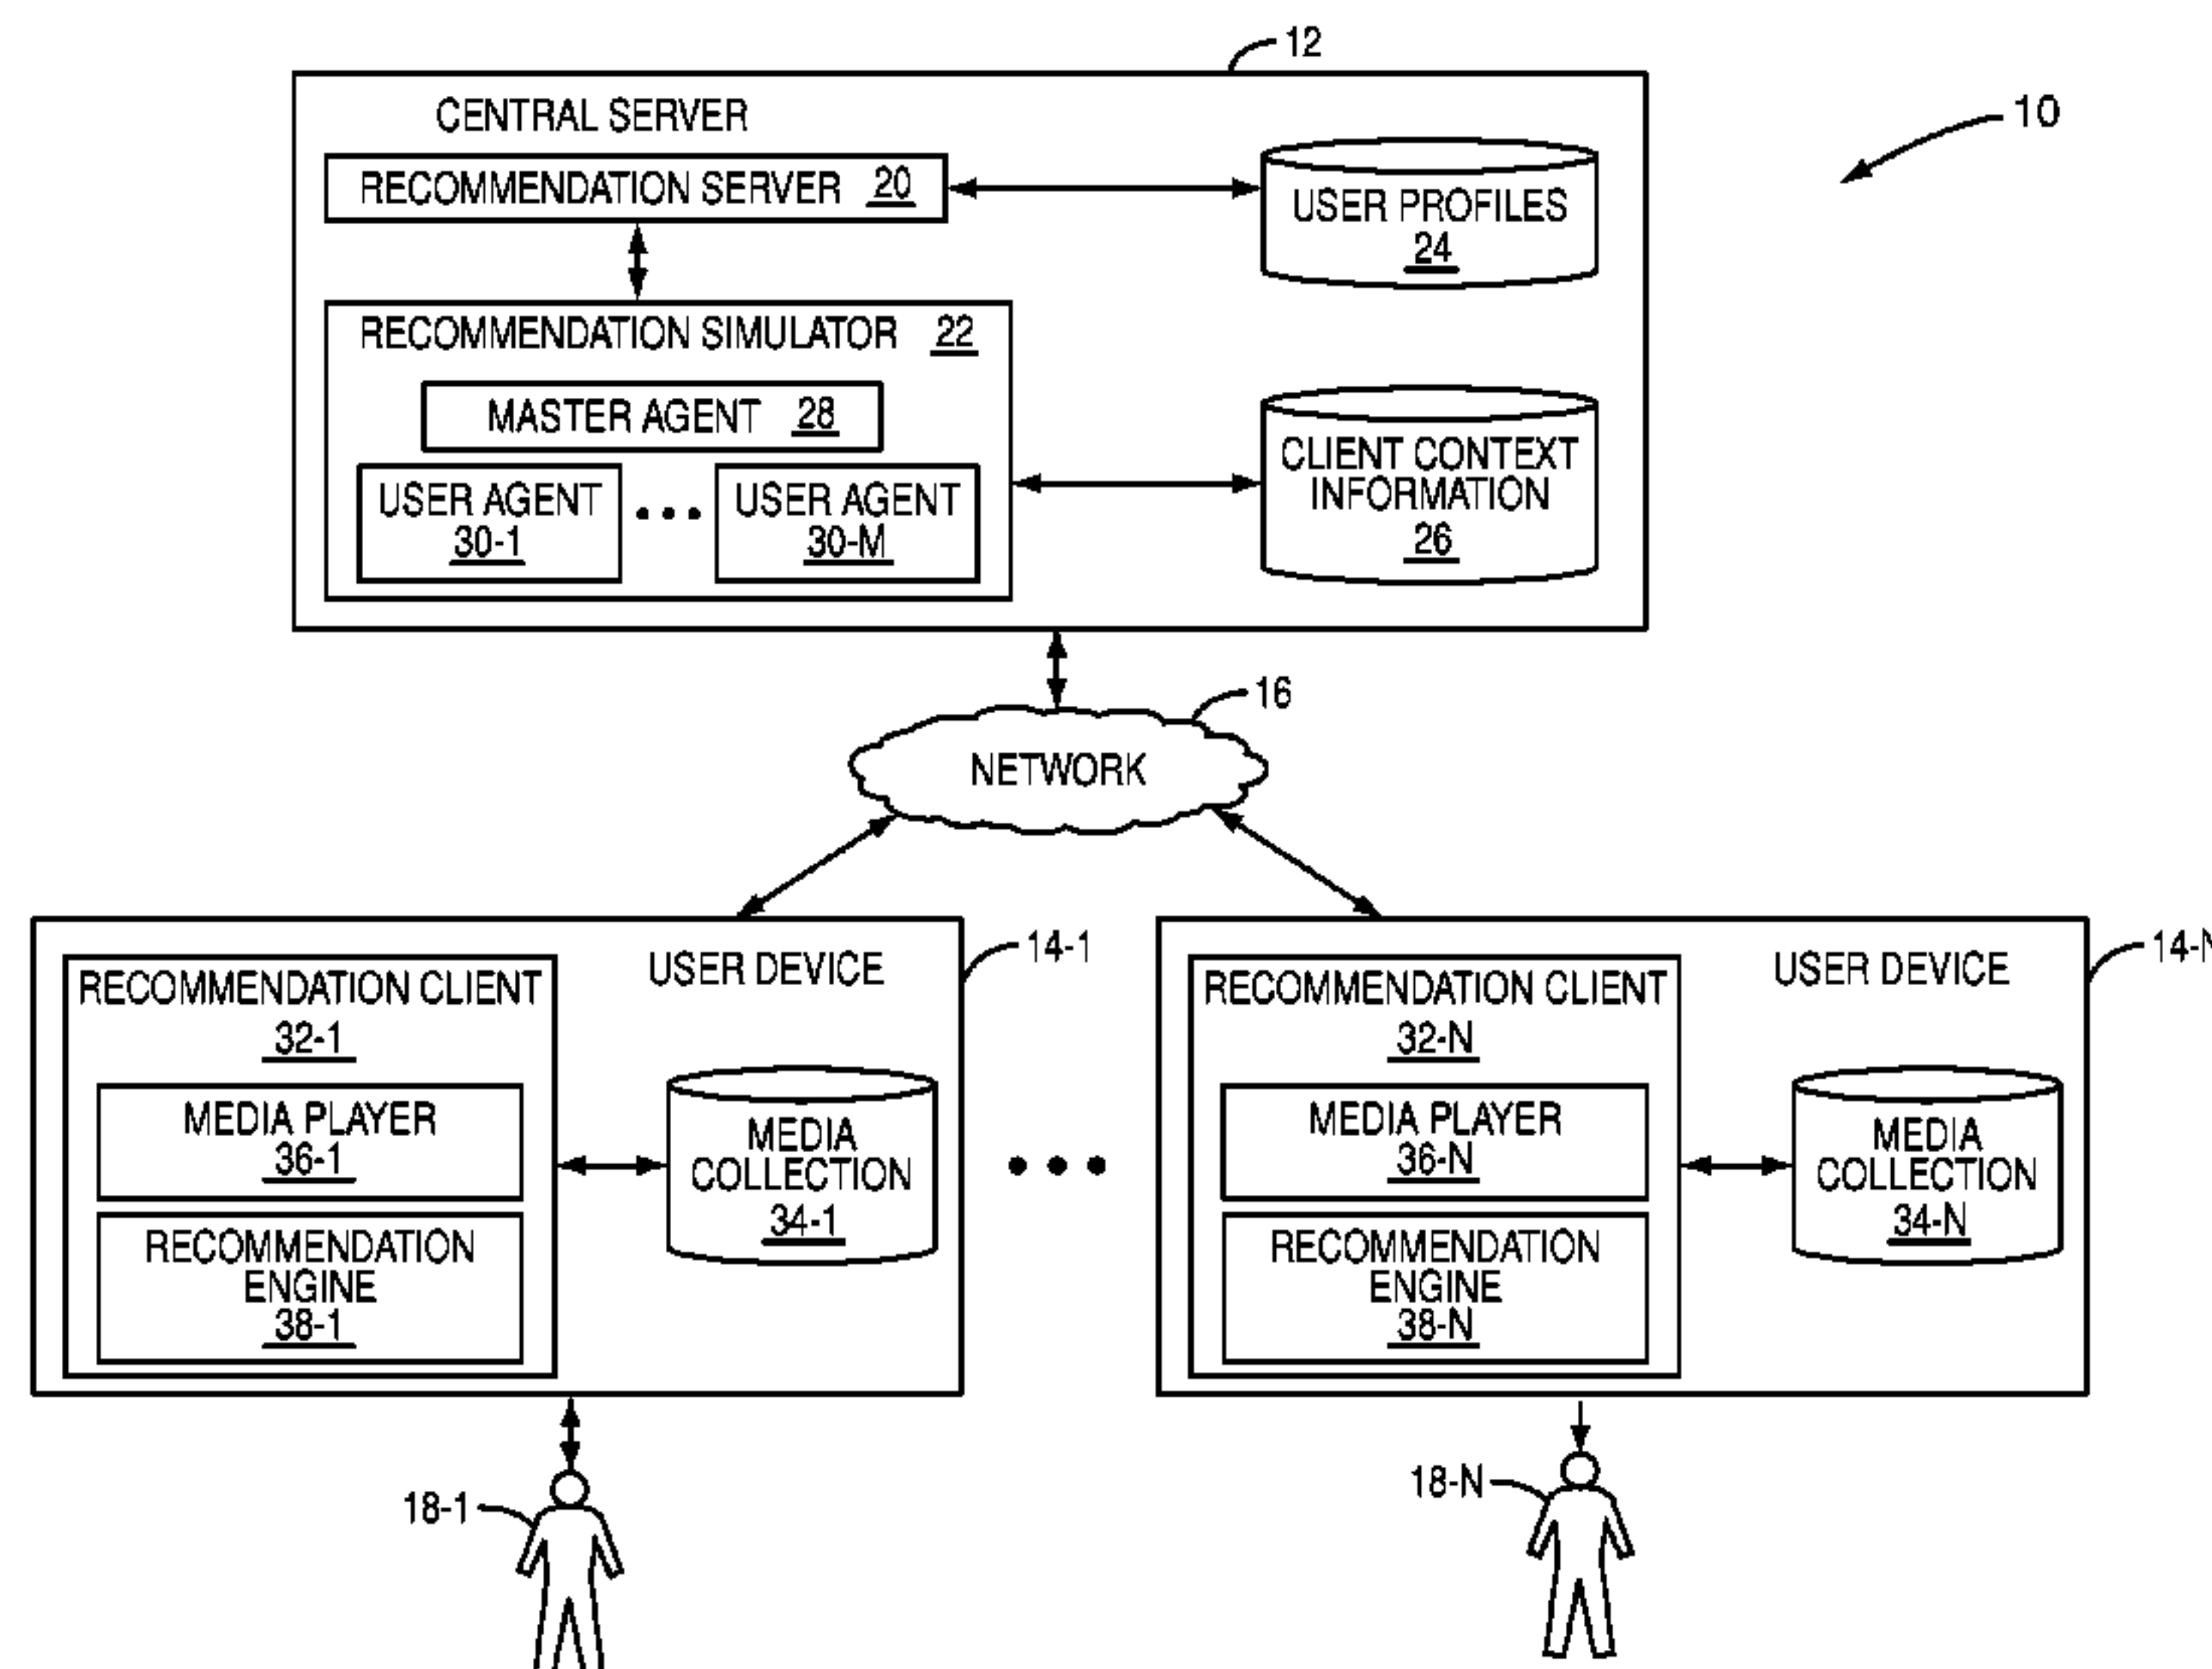 12
10
CENTRAL SERVER
RECOMMENDATION SERVER 20
USER PROFILES
24
RECOMMENDATION SIMULATOR 22
MASTER AGENT 28
USER AGENT
30-1
USER AGENT
30-M
CLIENT CONTEXT
INFORMATION
26
16
NETWORK
14-1
USER DEVICE
RECOMMENDATION CLIENT
32-1
MEDIA PLAYER
36-1
RECOMMENDATION
ENGINE
38-1
MEDIA
COLLECTION
34-1
14-N
USER DEVICE
RECOMMENDATION CLIENT
32-N
MEDIA PLAYER
36-N
RECOMMENDATION
ENGINE
38-N
MEDIA
COLLECTION
34-N
18-1
18-N